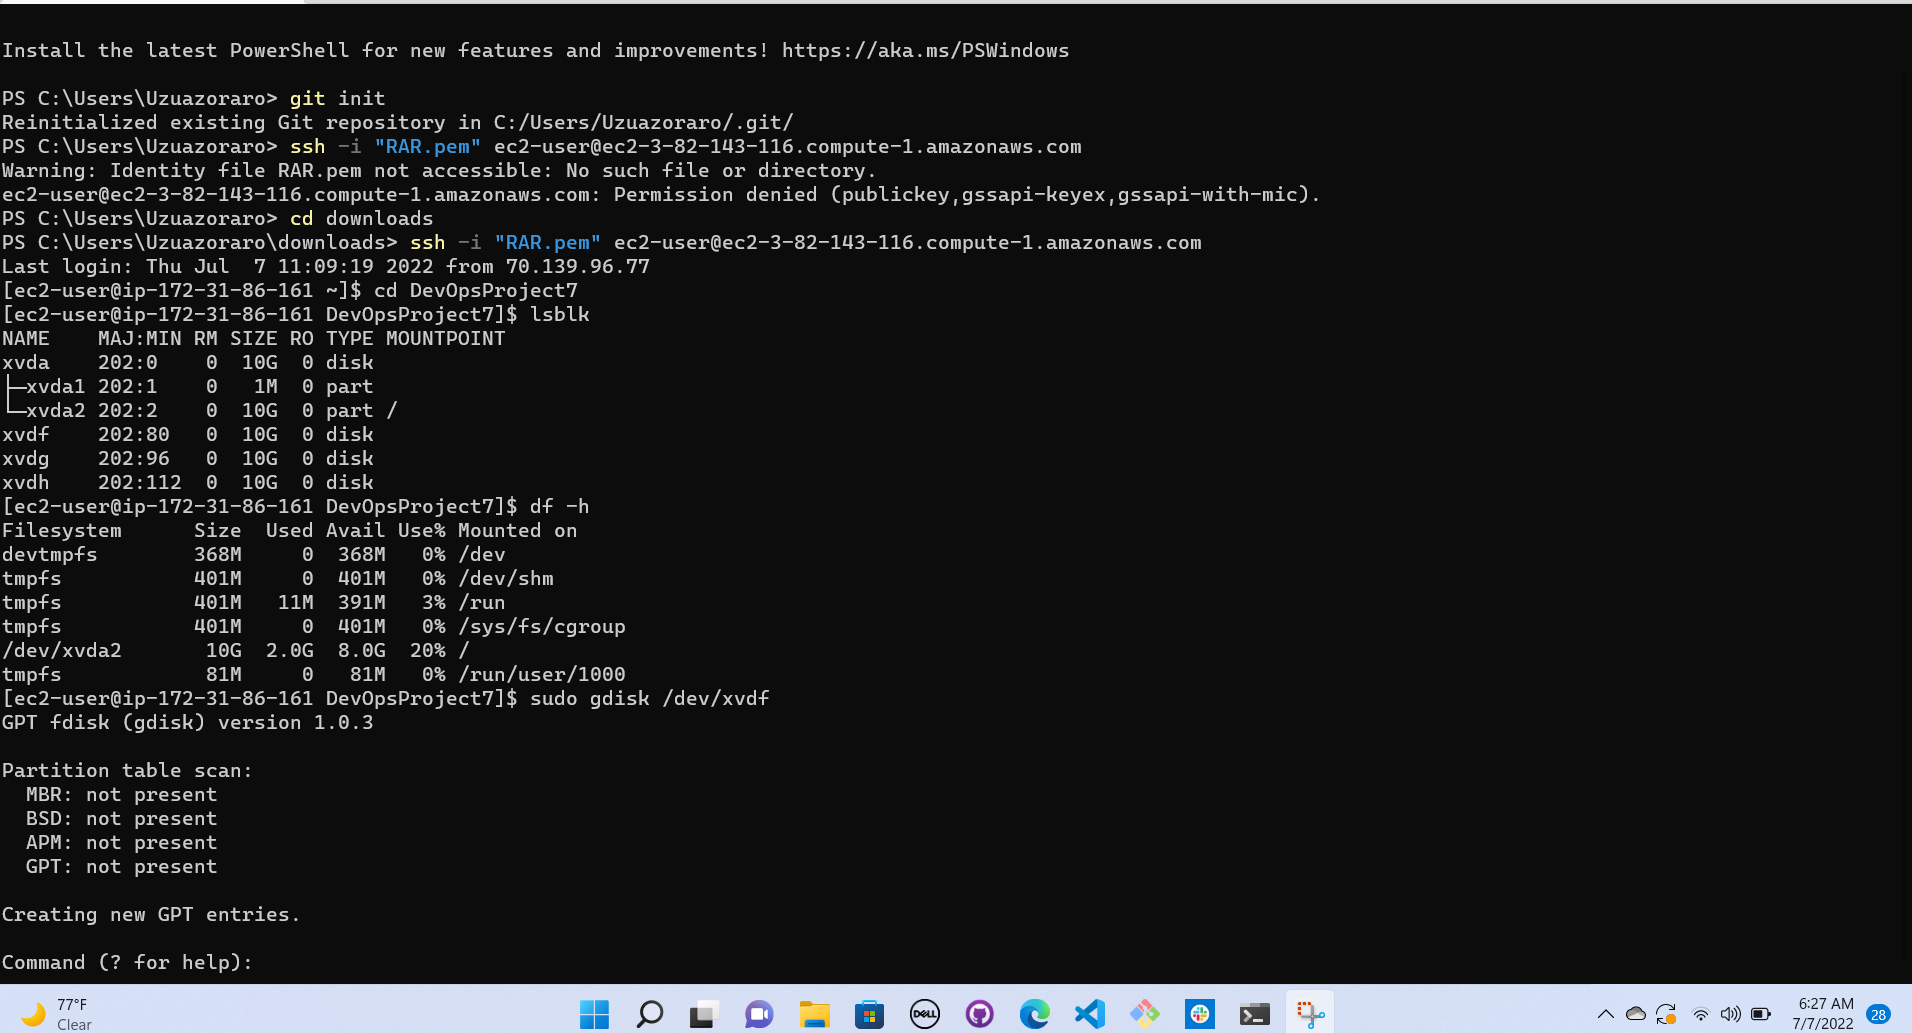 Install the latest PowerShell for new features and improvements! https://aka.ms/PSWindows
PS C:\Users\Uzuazoraro> git init
Reinitialized existing Git repository in C:/Users/Uzuazoraro/.git/
PS C:\Users\Uzuazoraro> ssh -i "RAR.pem" ec2-user@ec2-3-82-143-116.compute-1.amazonaws.com
Warning: Identity file RAR.pem not accessible: No such file or directory.
ec2-user@ec2-3-82-143-116.compute-1.amazonaws.com: Permission denied (publickey,gssapi-keyex,gssapi-with-mic).
PS C:\Users\Uzuazoraro> cd downloads
PS C:\Users\Uzuazoraro\downloads> ssh -i "RAR.pem" ec2-user@ec2-3-82-143-116.compute-1.amazonaws.com
Last login: Thu Jul  7 11:09:19 2022 from 70.139.96.77
[ec2-user@ip-172-31-86-161 ~]$ cd DevOpsProject7
[ec2-user@ip-172-31-86-161 DevOpsProject7]$ lsblk
NAME    MAJ:MIN RM SIZE RO TYPE MOUNTPOINT
xvda    202:0    0  10G  0 disk
├─xvda1 202:1    0   1M  0 part
└─xvda2 202:2    0  10G  0 part /
xvdf    202:80   0  10G  0 disk
xvdg    202:96   0  10G  0 disk
xvdh    202:112  0  10G  0 disk
[ec2-user@ip-172-31-86-161 DevOpsProject7]$ df -h
Filesystem      Size  Used Avail Use% Mounted on
devtmpfs        368M     0  368M   0% /dev
tmpfs           401M     0  401M   0% /dev/shm
tmpfs           401M   11M  391M   3% /run
tmpfs           401M     0  401M   0% /sys/fs/cgroup
/dev/xvda2       10G  2.0G  8.0G  20% /
tmpfs            81M     0   81M   0% /run/user/1000
[ec2-user@ip-172-31-86-161 DevOpsProject7]$ sudo gdisk /dev/xvdf
GPT fdisk (gdisk) version 1.0.3
Partition table scan:
  MBR: not present
  BSD: not present
  APM: not present
  GPT: not present
Creating new GPT entries.
Command (? for help):
77°F
Clear
DELL
6:27 AM
7/7/2022
28